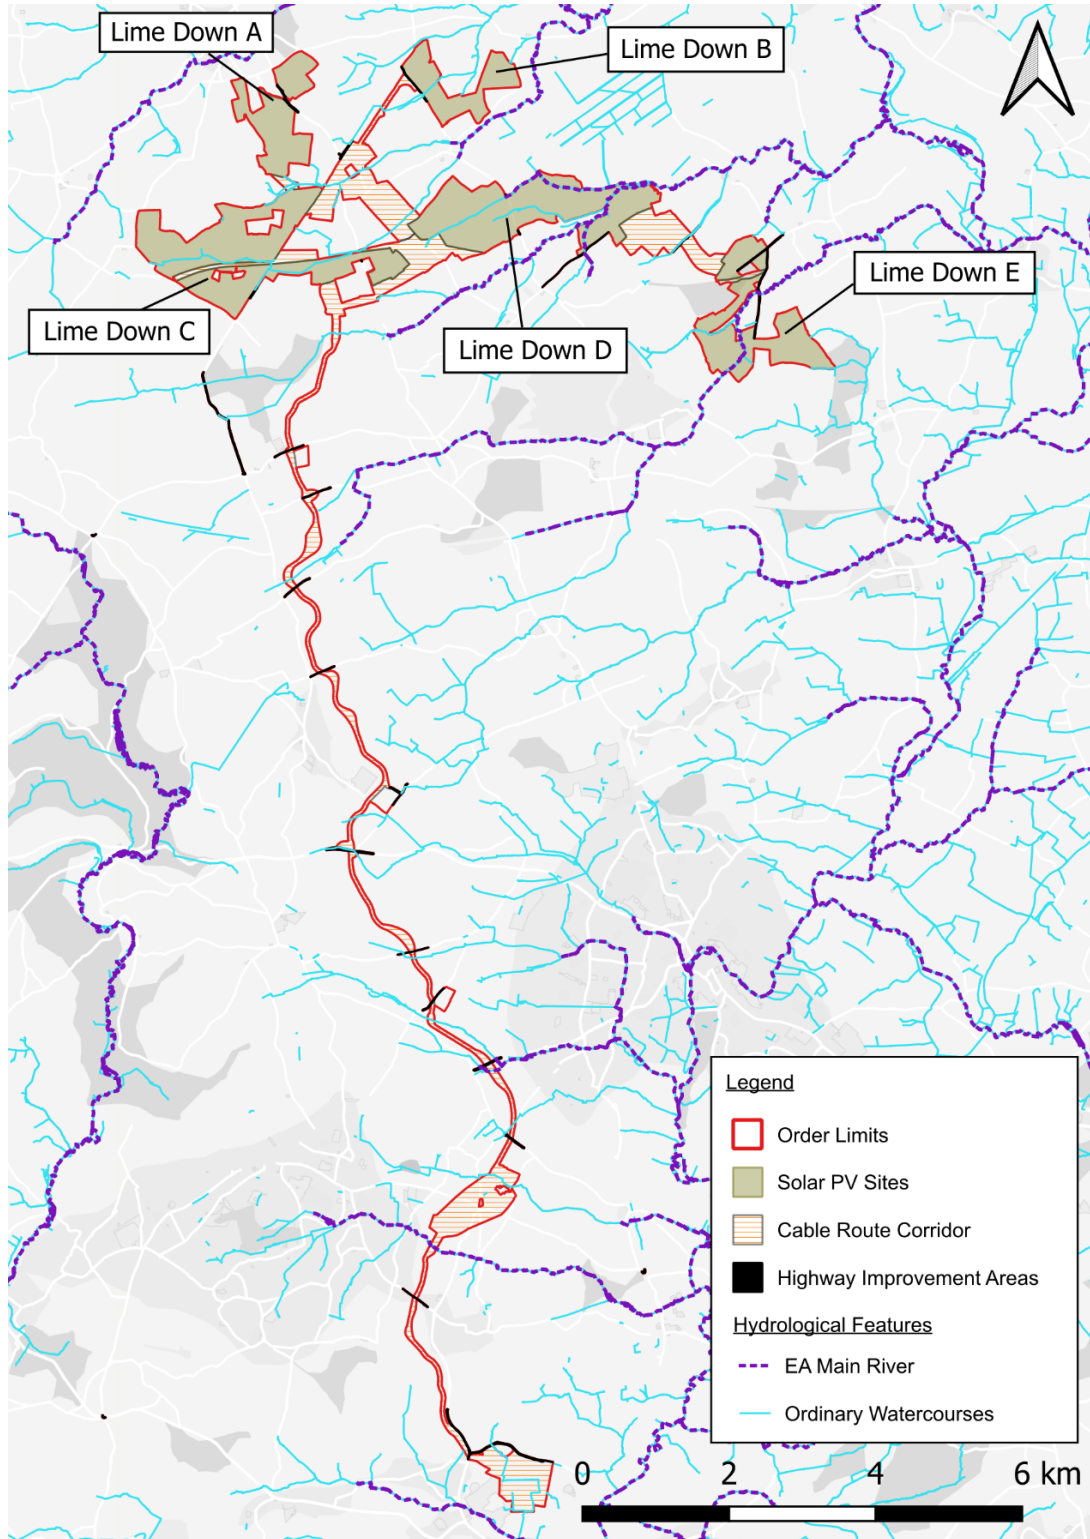 Lime Down A
Lime Down B
Lime Down E
Lime Down C
Lime Down D
Legend
Order Limits
Solar PV Sites
Cable Route Corridor
Highway Improvement Areas
Hydrological Features
EA Main River
Ordinary Watercourses
0 2 4 6 km